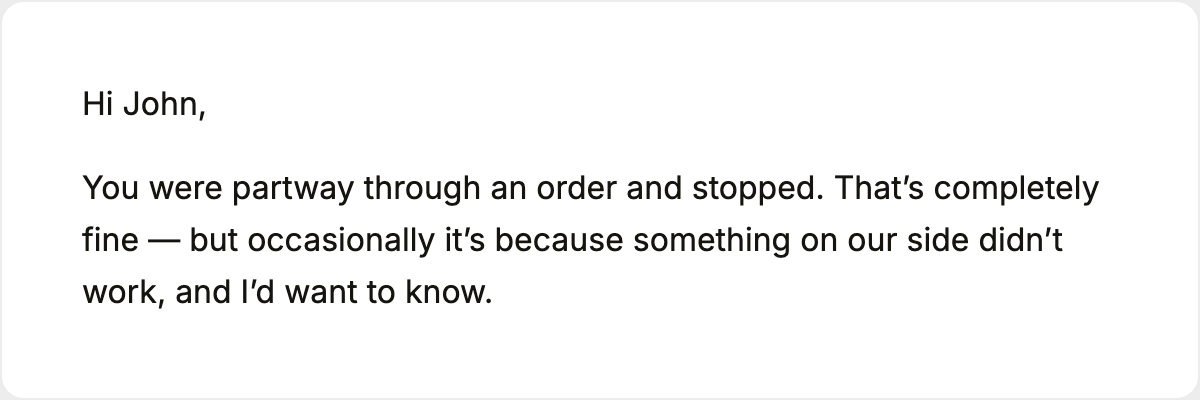 Hi John,
You were partway through an order and stopped. That’s completely
fine — but occasionally it’s because something on our side didn’t
work, and I’d want to know.